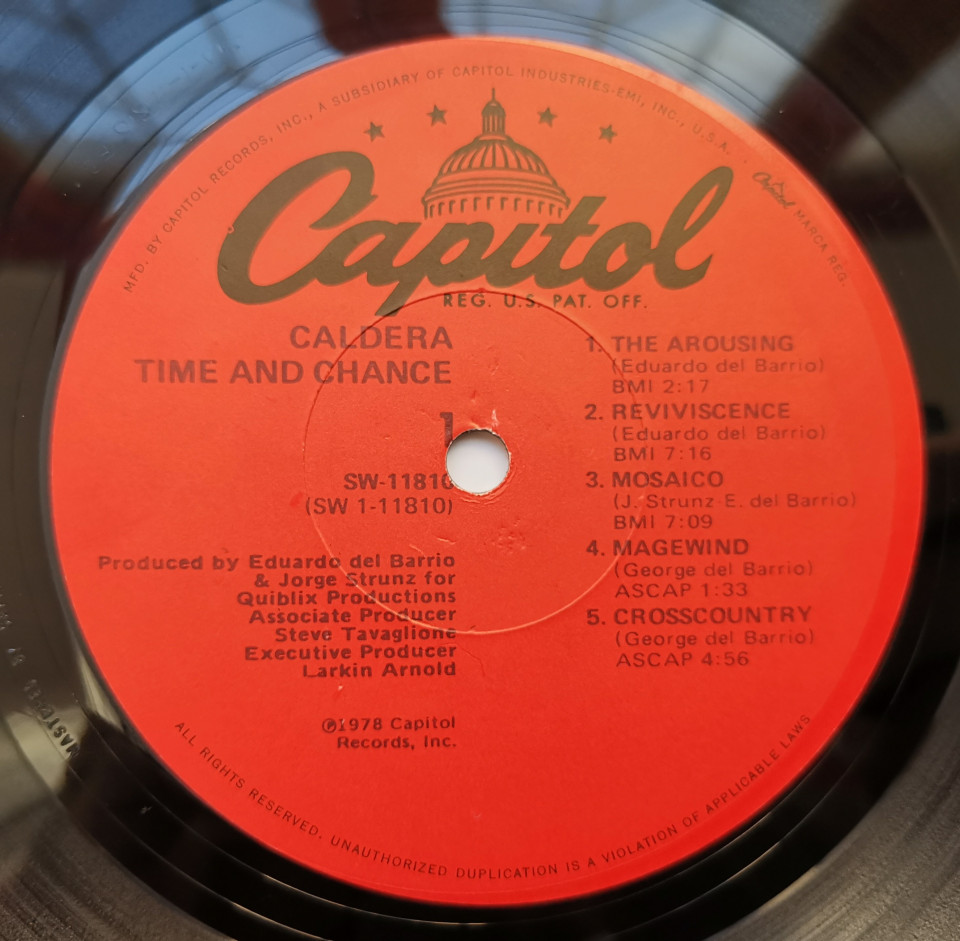 MFD. BY CAPITOL RECORDS, INC., A SUBSIDIARY OF CAPITOL INDUSTRIES-EMI, INC., U.S.A.
Capitol MARCA REG.
Capitol
REG. U.S. PAT. OFF.
CALDERA
TIME AND CHANCE
1
SW-11810
(SW 1-11810)
Produced by Eduardo del Barrio
& Jorge Strunz for
Quiblix Productions
Associate Producer
Steve Tavaglione
Executive Producer
Larkin Arnold
℗1978 Capitol
Records, Inc.
1. THE AROUSING
(Eduardo del Barrio)
BMI 2:17
2. REVIVISCENCE
(Eduardo del Barrio)
BMI 7:16
3. MOSAICO
(J. Strunz-E. del Barrio)
BMI 7:09
4. MAGEWIND
(George del Barrio)
ASCAP 1:33
5. CROSSCOUNTRY
(George del Barrio)
ASCAP 4:56
ALL RIGHTS RESERVED. UNAUTHORIZED DUPLICATION IS A VIOLATION OF APPLICABLE LAWS